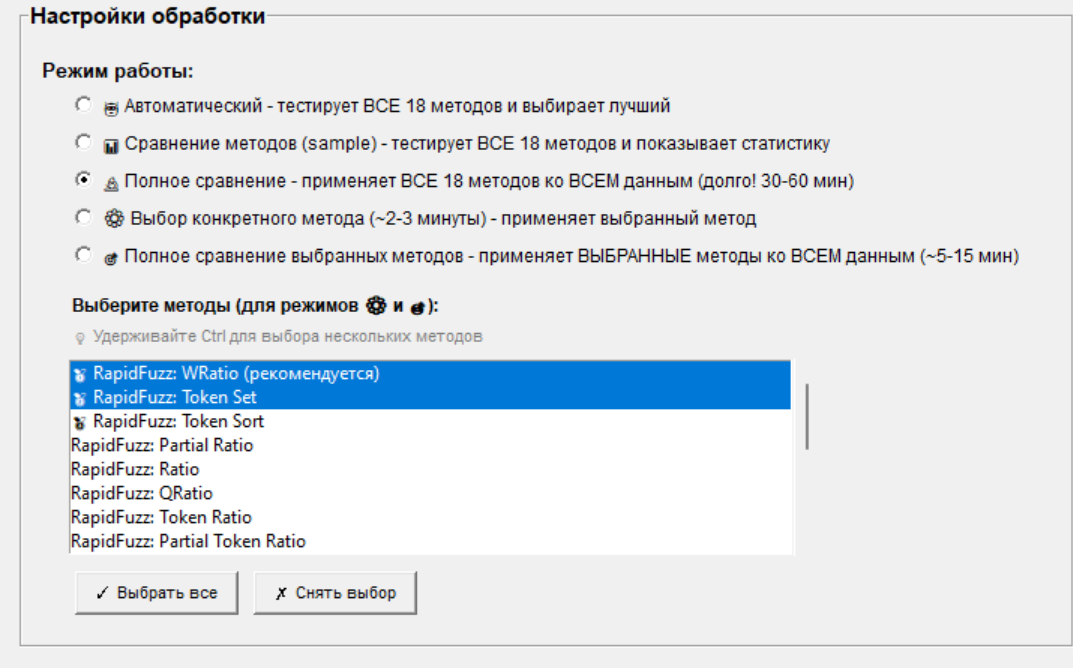 Настройки обработки
Режим работы:
Автоматический - тестирует ВСЕ 18 методов и выбирает лучший
Сравнение методов (sample) - тестирует ВСЕ 18 методов и показывает статистику
Полное сравнение - применяет ВСЕ 18 методов ко ВСЕМ данным (долго! 30-60 мин)
Выбор конкретного метода (~2-3 минуты) - применяет выбранный метод
Полное сравнение выбранных методов - применяет ВЫБРАННЫЕ методы ко ВСЕМ данным (~5-15 мин)
Выберите методы (для режимов и ):
Удерживайте Ctrl для выбора нескольких методов
RapidFuzz: WRatio (рекомендуется)
RapidFuzz: Token Set
RapidFuzz: Token Sort
RapidFuzz: Partial Ratio
RapidFuzz: Ratio
RapidFuzz: QRatio
RapidFuzz: Token Ratio
RapidFuzz: Partial Token Ratio
✓ Выбрать все
✗ Снять выбор